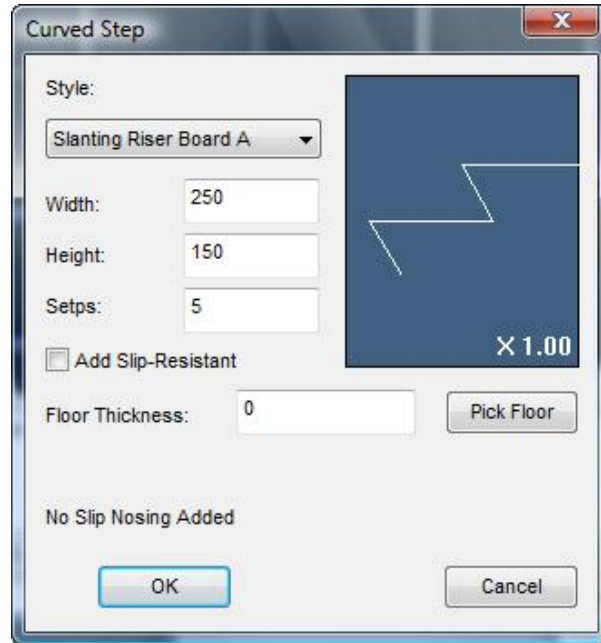 Curved Step
Style:
Slanting Riser Board A
Width: 250
Height: 150
Setps: 5
Add Slip-Resistant
X 1.00
Floor Thickness: 0 Pick Floor
No Slip Nosing Added
OK Cancel